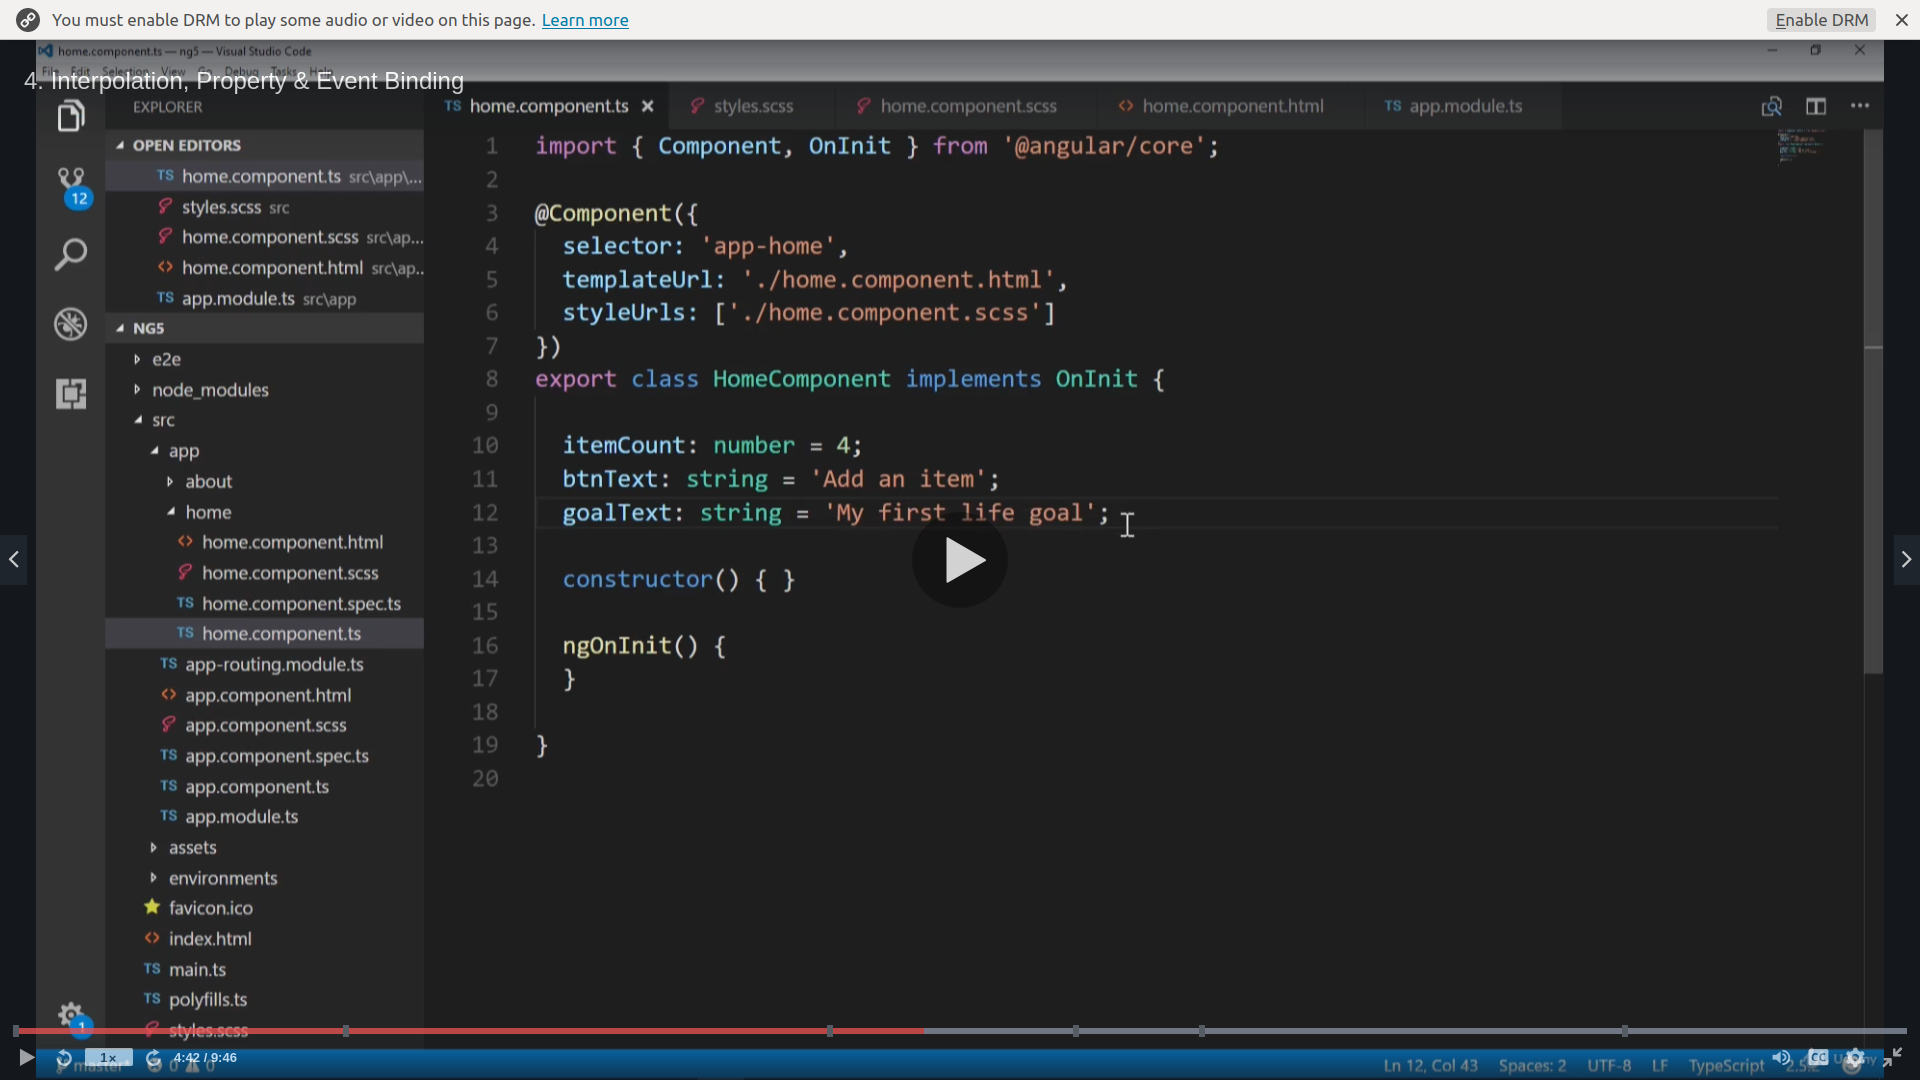 You must enable DRM to play some audio or video on this page. Learn more
Enable DRM
home.component.ts — ng5 — Visual Studio Code
File Edit Selection View Go Debug Tasks Help
4. Interpolation, Property & Event Binding
EXPLORER
TS home.component.ts
styles.scss
home.component.scss
<> home.component.html
TS app.module.ts
OPEN EDITORS
TS home.component.ts src\app\...
styles.scss src
home.component.scss src\ap...
<> home.component.html src\ap..
TS app.module.ts src\app
NG5
e2e
node_modules
src
app
about
home
<> home.component.html
home.component.scss
TS home.component.spec.ts
TS home.component.ts
TS app-routing.module.ts
<> app.component.html
app.component.scss
TS app.component.spec.ts
TS app.component.ts
TS app.module.ts
assets
environments
favicon.ico
<> index.html
TS main.ts
TS polyfills.ts
styles.scss
12
1
1 import { Component, OnInit } from '@angular/core';
2
3 @Component({
4 selector: 'app-home',
5 templateUrl: './home.component.html',
6 styleUrls: ['./home.component.scss']
7 })
8 export class HomeComponent implements OnInit {
9
10 itemCount: number = 4;
11 btnText: string = 'Add an item';
12 goalText: string = 'My first life goal';
13
14 constructor() { }
15
16 ngOnInit() {
17 }
18
19 }
20
1x
4:42 / 9:46
master
0 0
Ln 12, Col 43 Spaces: 2 UTF-8 LF TypeScript
CC